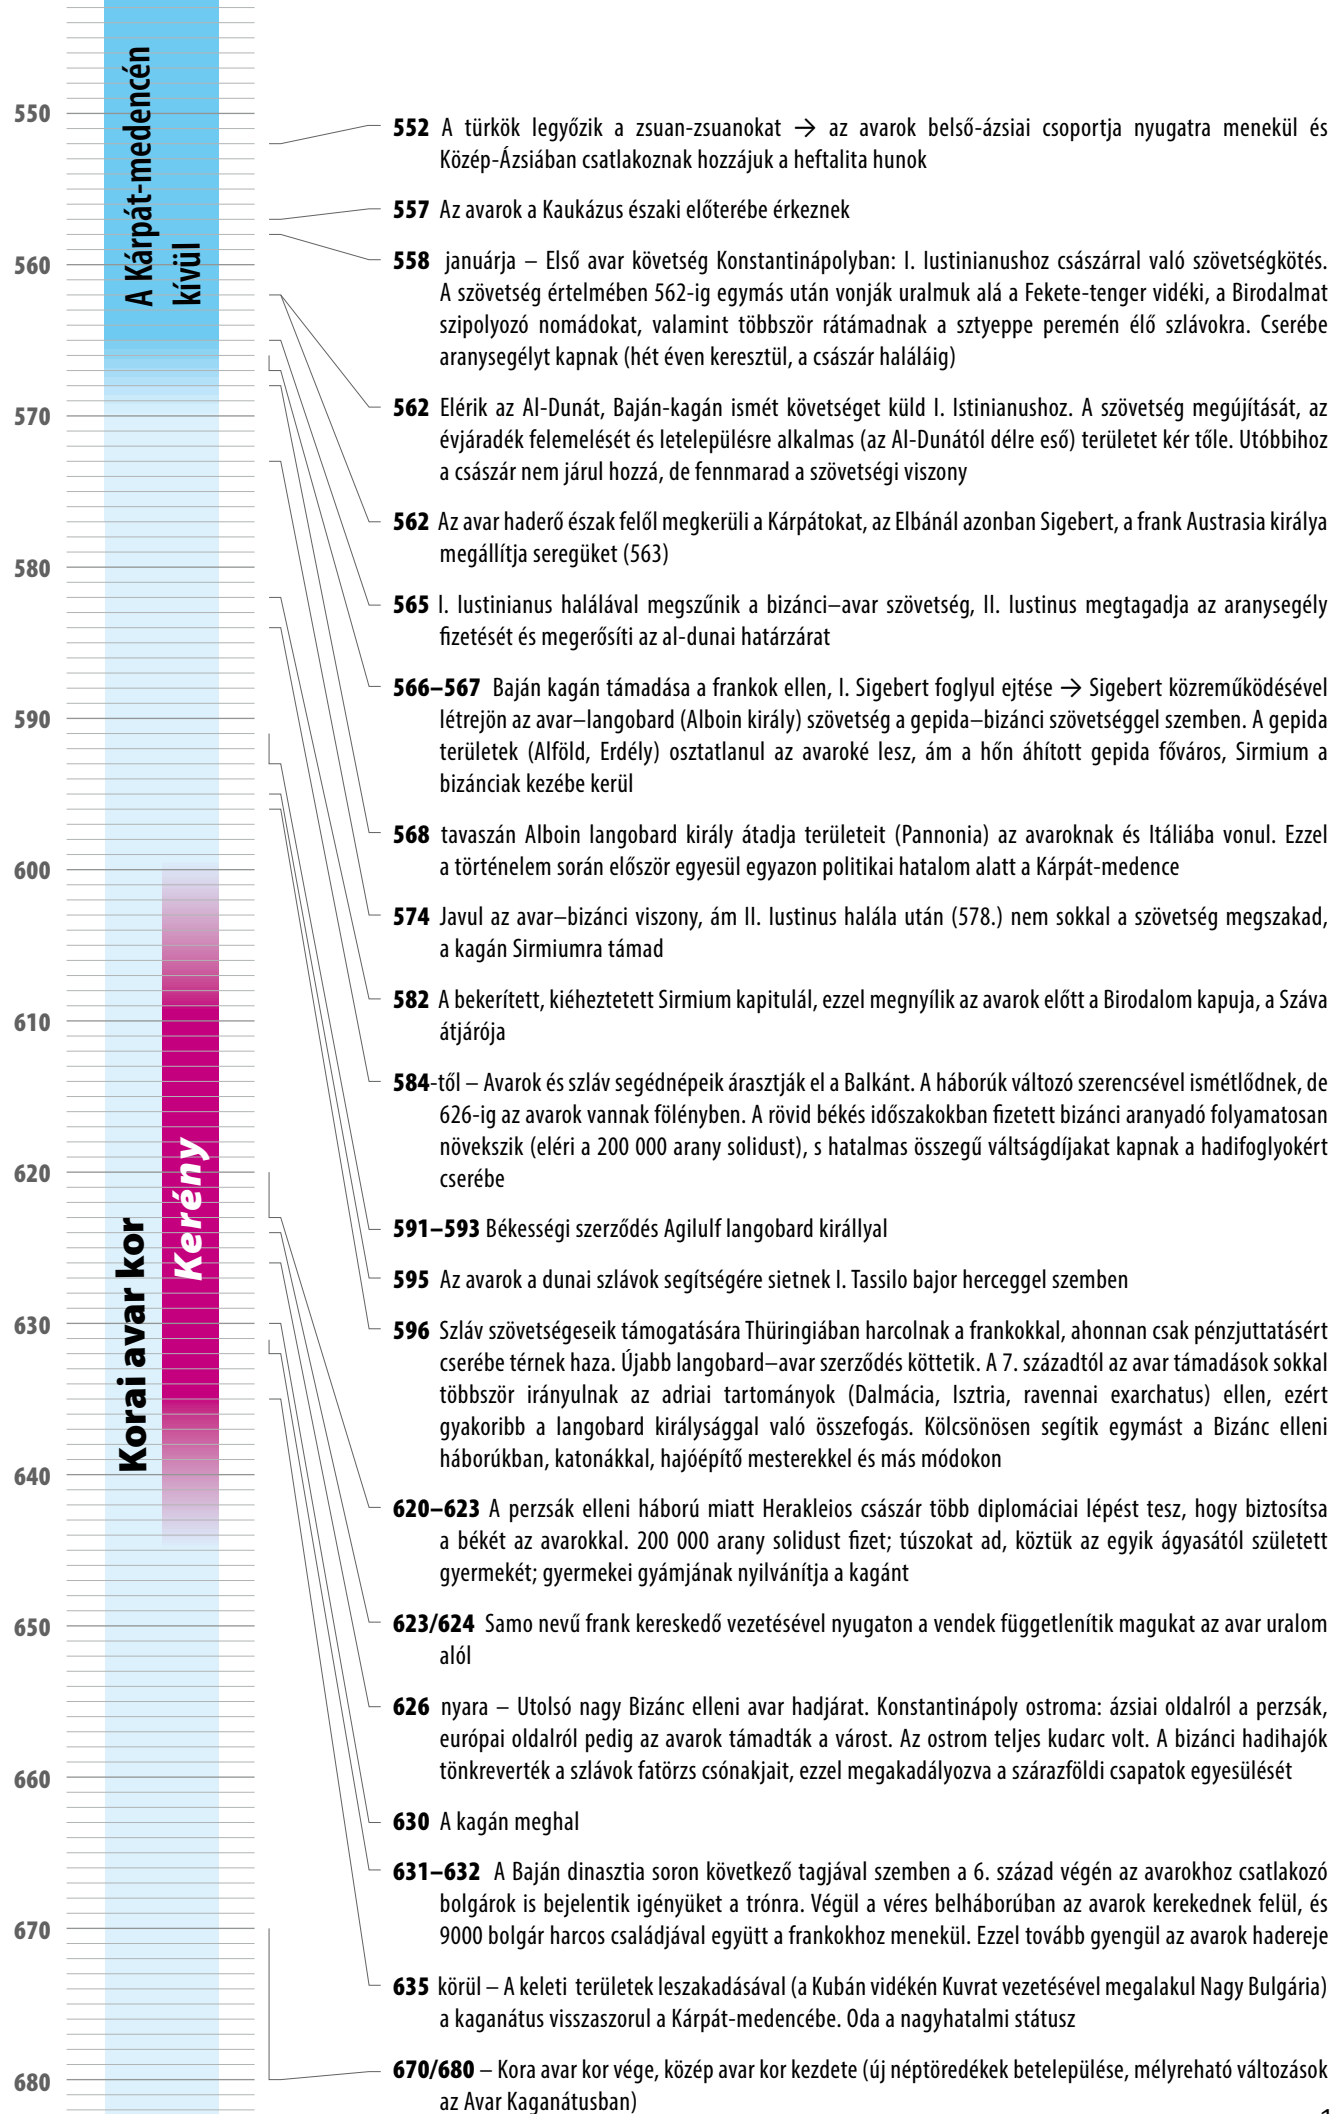 A Kárpát-medencén
kívül
Korai avar kor
Kerény
550
560
570
580
590
600
610
620
630
640
650
660
670
680
552 A türkök legyőzik a zsuan-zsuanokat → az avarok belső-ázsiai csoportja nyugatra menekül és
Közép-Ázsiában csatlakoznak hozzájuk a heftalita hunok
557 Az avarok a Kaukázus északi előterébe érkeznek
558 januárja – Első avar követség Konstantinápolyban: I. Iustinianushoz császárral való szövetségkötés.
A szövetség értelmében 562-ig egymás után vonják uralmuk alá a Fekete-tenger vidéki, a Birodalmat
szipolyozó nomádokat, valamint többször rátámadnak a sztyeppe peremén élő szlávokra. Cserébe
aranysegélyt kapnak (hét éven keresztül, a császár haláláig)
562 Elérik az Al-Dunát, Baján-kagán ismét követséget küld I. Istinianushoz. A szövetség megújítását, az
évjáradék felemelését és letelepülésre alkalmas (az Al-Dunától délre eső) területet kér tőle. Utóbbihoz
a császár nem járul hozzá, de fennmarad a szövetségi viszony
562 Az avar haderő észak felől megkerüli a Kárpátokat, az Elbánál azonban Sigebert, a frank Austrasia királya
megállítja seregüket (563)
565 I. Iustinianus halálával megszűnik a bizánci–avar szövetség, II. Iustinus megtagadja az aranysegély
fizetését és megerősíti az al-dunai határzárat
566–567 Baján kagán támadása a frankok ellen, I. Sigebert foglyul ejtése → Sigebert közreműködésével
létrejön az avar–langobard (Alboin király) szövetség a gepida–bizánci szövetséggel szemben. A gepida
területek (Alföld, Erdély) osztatlanul az avaroké lesz, ám a hőn áhított gepida főváros, Sirmium a
bizánciak kezébe kerül
568 tavaszán Alboin langobard király átadja területeit (Pannonia) az avaroknak és Itáliába vonul. Ezzel
a történelem során először egyesül egyazon politikai hatalom alatt a Kárpát-medence
574 Javul az avar–bizánci viszony, ám II. Iustinus halála után (578.) nem sokkal a szövetség megszakad,
a kagán Sirmiumra támad
582 A bekerített, kiéheztetett Sirmium kapitulál, ezzel megnyílik az avarok előtt a Birodalom kapuja, a Száva
átjárója
584-től – Avarok és szláv segédnépeik árasztják el a Balkánt. A háborúk változó szerencsével ismétlődnek, de
626-ig az avarok vannak fölényben. A rövid békés időszakokban fizetett bizánci aranyadó folyamatosan
növekszik (eléri a 200 000 arany solidust), s hatalmas összegű váltságdíjakat kapnak a hadifoglyokért
cserébe
591–593 Békességi szerződés Agilulf langobard királlyal
595 Az avarok a dunai szlávok segítségére sietnek I. Tassilo bajor herceggel szemben
596 Szláv szövetségeseik támogatására Thüringiában harcolnak a frankokkal, ahonnan csak pénzjuttatásért
cserébe térnek haza. Újabb langobard–avar szerződés köttetik. A 7. századtól az avar támadások sokkal
többször irányulnak az adriai tartományok (Dalmácia, Isztria, ravennai exarchatus) ellen, ezért
gyakoribb a langobard királysággal való összefogás. Kölcsönösen segítik egymást a Bizánc elleni
háborúkban, katonákkal, hajóépítő mesterekkel és más módokon
620–623 A perzsák elleni háború miatt Herakleios császár több diplomáciai lépést tesz, hogy biztosítsa
a békét az avarokkal. 200 000 arany solidust fizet; túszokat ad, köztük az egyik ágyasától született
gyermekét; gyermekei gyámjának nyilvánítja a kagánt
623/624 Samo nevű frank kereskedő vezetésével nyugaton a vendek függetlenítik magukat az avar uralom
alól
626 nyara – Utolsó nagy Bizánc elleni avar hadjárat. Konstantinápoly ostroma: ázsiai oldalról a perzsák,
európai oldalról pedig az avarok támadták a várost. Az ostrom teljes kudarc volt. A bizánci hadihajók
tönkreverték a szlávok fatörzs csónakjait, ezzel megakadályozva a szárazföldi csapatok egyesülését
630 A kagán meghal
631–632 A Baján dinasztia soron következő tagjával szemben a 6. század végén az avarokhoz csatlakozó
bolgárok is bejelentik igényüket a trónra. Végül a véres belháborúban az avarok kerekednek felül, és
9000 bolgár harcos családjával együtt a frankokhoz menekül. Ezzel tovább gyengül az avarok hadereje
635 körül – A keleti területek leszakadásával (a Kubán vidékén Kuvrat vezetésével megalakul Nagy Bulgária)
a kaganátus visszaszorul a Kárpát-medencébe. Oda a nagyhatalmi státusz
670/680 – Kora avar kor vége, közép avar kor kezdete (új néptöredékek betelepülése, mélyreható változások
az Avar Kaganátusban)